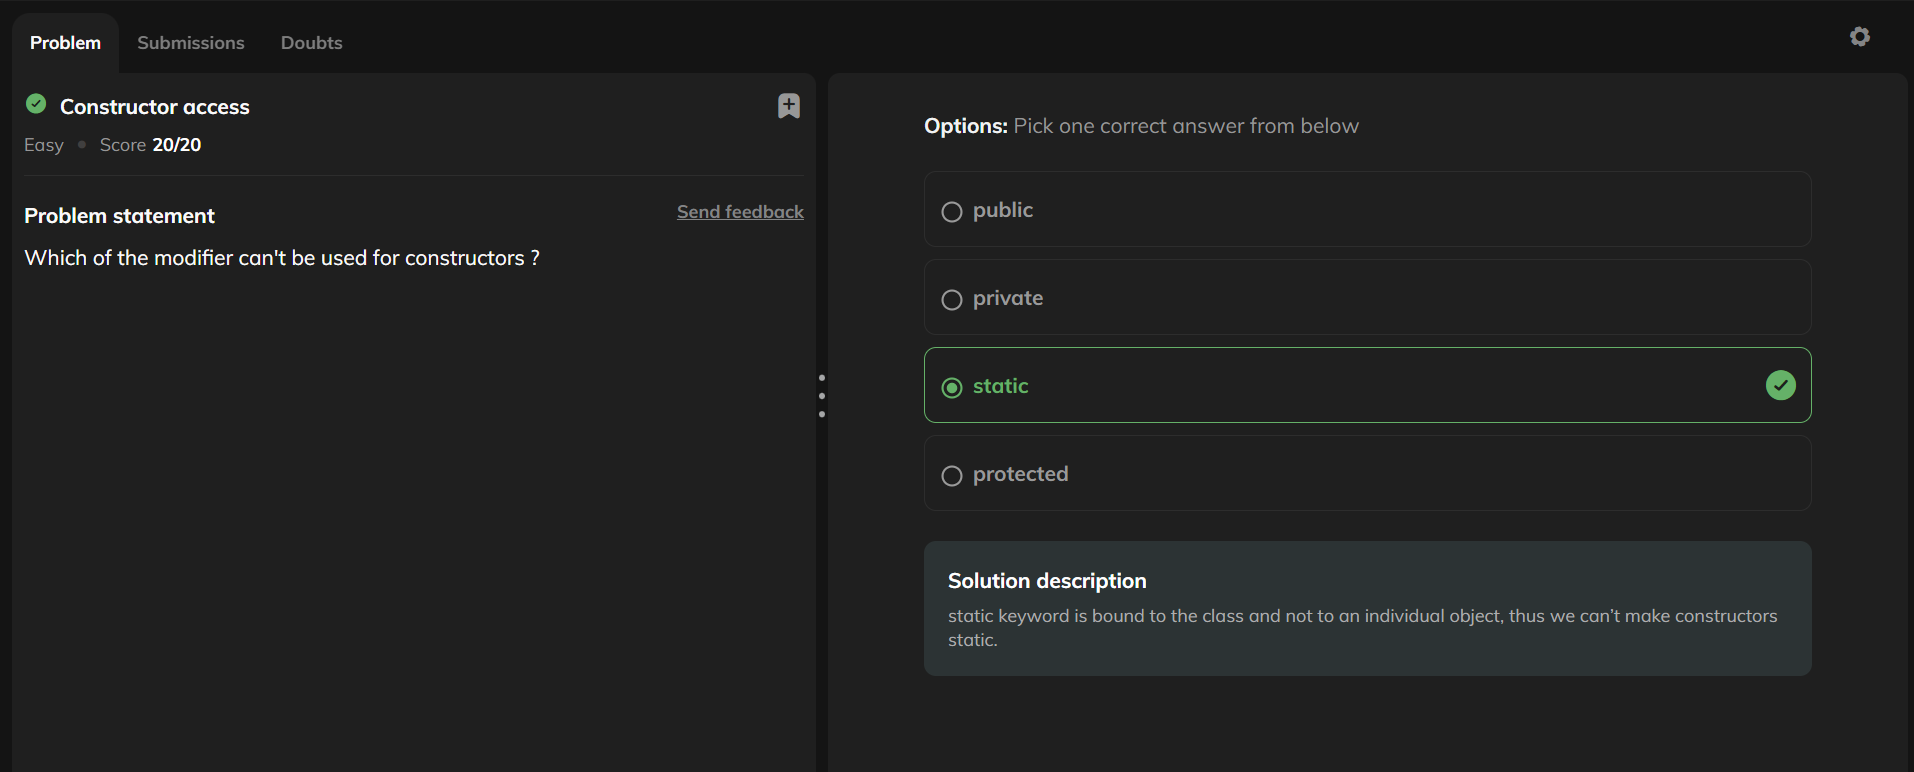 Problem
Submissions
Doubts
Constructor access
Easy • Score 20/20
Problem statement
Send feedback
Which of the modifier can't be used for constructors ?
Options: Pick one correct answer from below
public
private
static
protected
Solution description
static keyword is bound to the class and not to an individual object, thus we can’t make constructors
static.